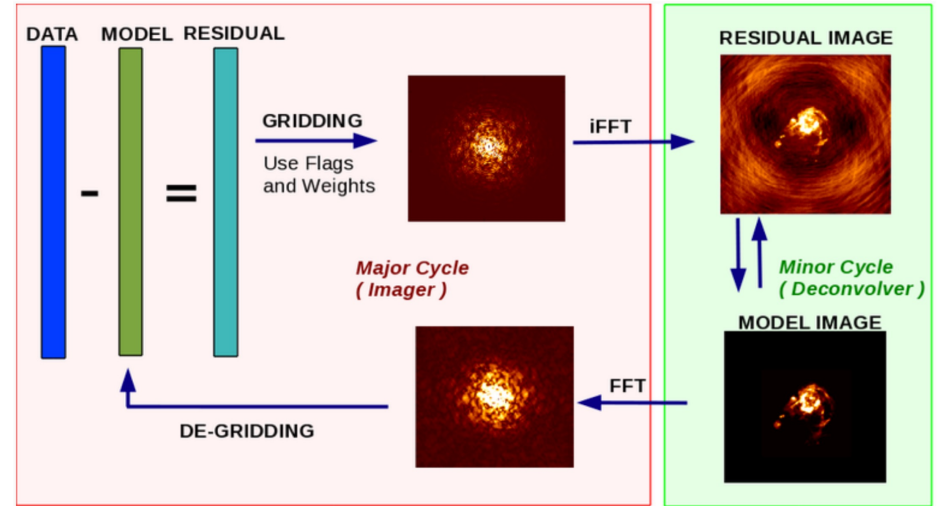 DATA
MODEL
RESIDUAL
-
=
GRIDDING
Use Flags
and Weights
iFFT
RESIDUAL IMAGE
Major Cycle
( Imager )
Minor Cycle
( Deconvolver )
MODEL IMAGE
FFT
DE-GRIDDING